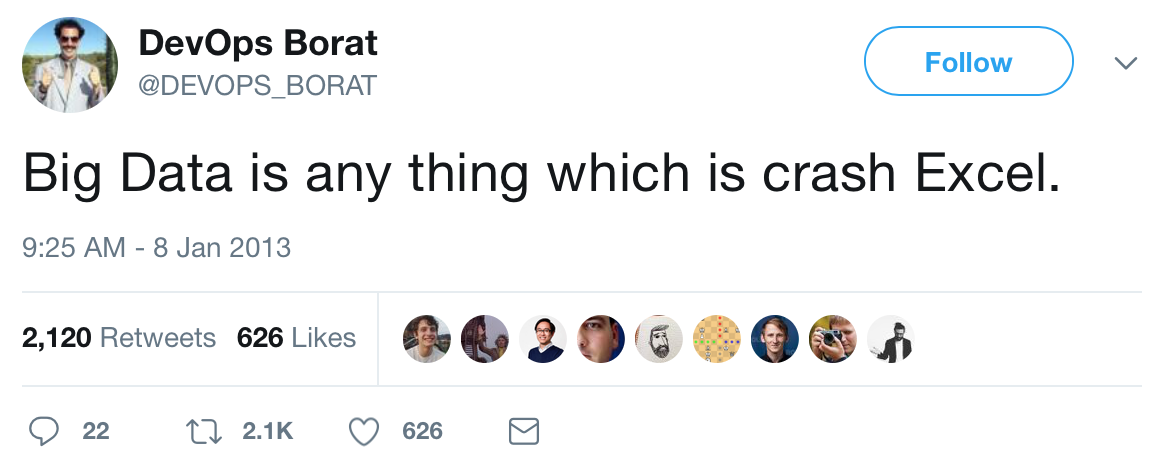 DevOps Borat
@DEVOPS_BORAT
Follow
Big Data is any thing which is crash Excel.
9:25 AM - 8 Jan 2013
2,120 Retweets 626 Likes
22 2.1K 626